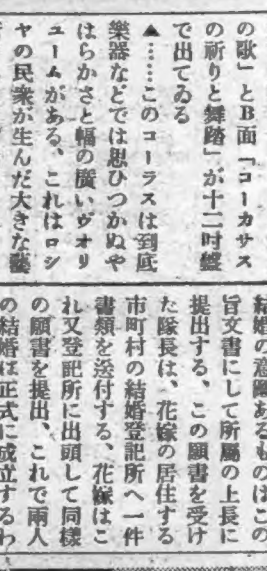 の歌」とB面「コーカサス
の祈りと舞踏」が十二吋盤
で出てゐる
▲……このコーラスは到底
樂器などでは思ひつかぬや
はらかさと幅の廣いヴオリ
ユームがある、これはロシ
ヤの民衆が生んだ大きな藝
結婚の意圖あるものはこの
旨文書にして所屬の上長に
提出する、この願書を受け
た隊長は、花嫁の居住する
市町村の結婚登記所へ一件
書類を送付する、花嫁はこ
れ又登記所に出頭して同樣
の願書を提出、これで兩人
の結婚は正式に成立するわ